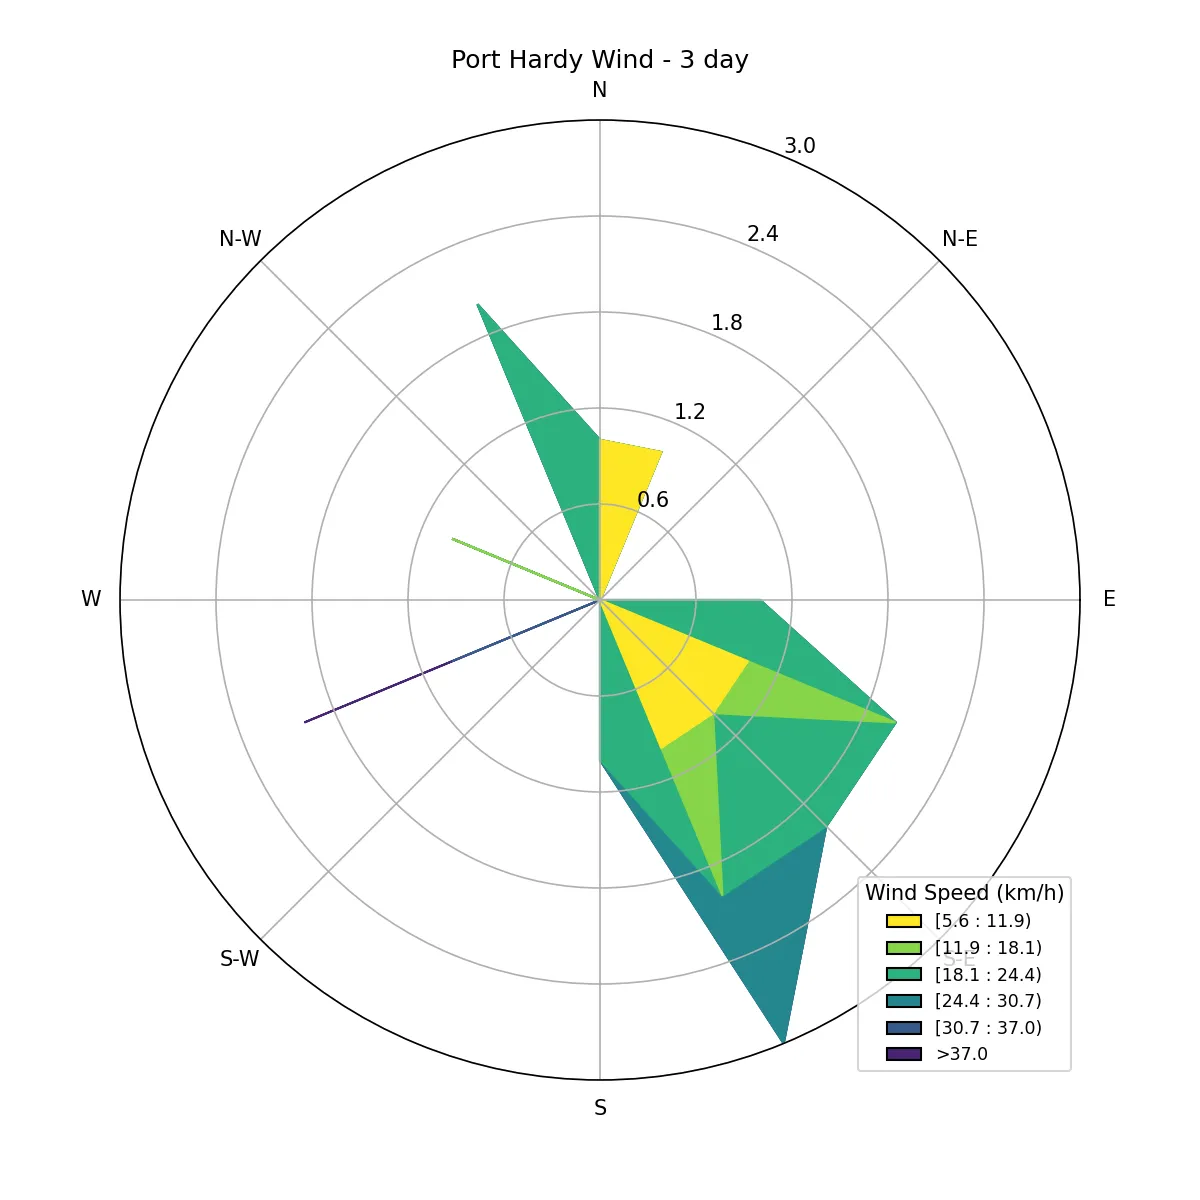 Port Hardy Wind - 3 day
N
3.0
N-W
2.4
N-E
1.8
1.2
0.6
W
E
Wind Speed (km/h)
[5.6 : 11.9)
[11.9 : 18.1)
S-W
S-E
[18.1 : 24.4)
[24.4 : 30.7)
[30.7 : 37.0)
>37.0
S